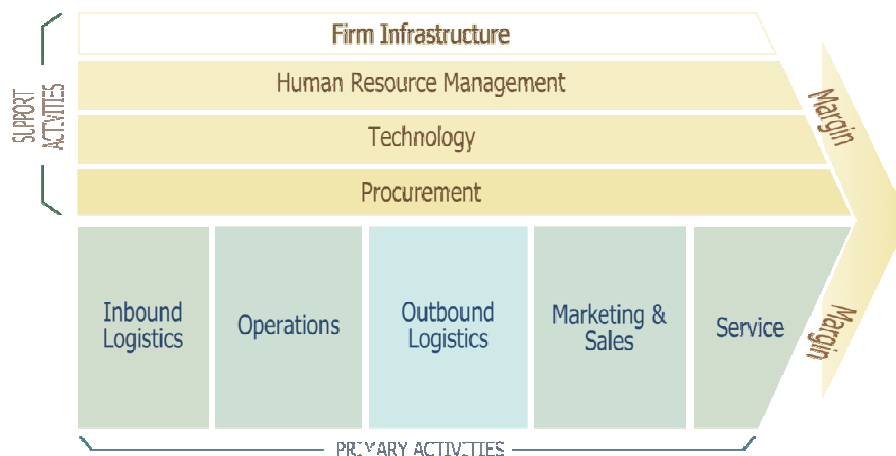 Firm Infrastructure
SUPPORT
ACTIVITIES
Human Resource Management
Technology
Procurement
Margin
Inbound
Logistics
Operations
Outbound
Logistics
Marketing &
Sales
Service
Margin
PRIMARY ACTIVITIES